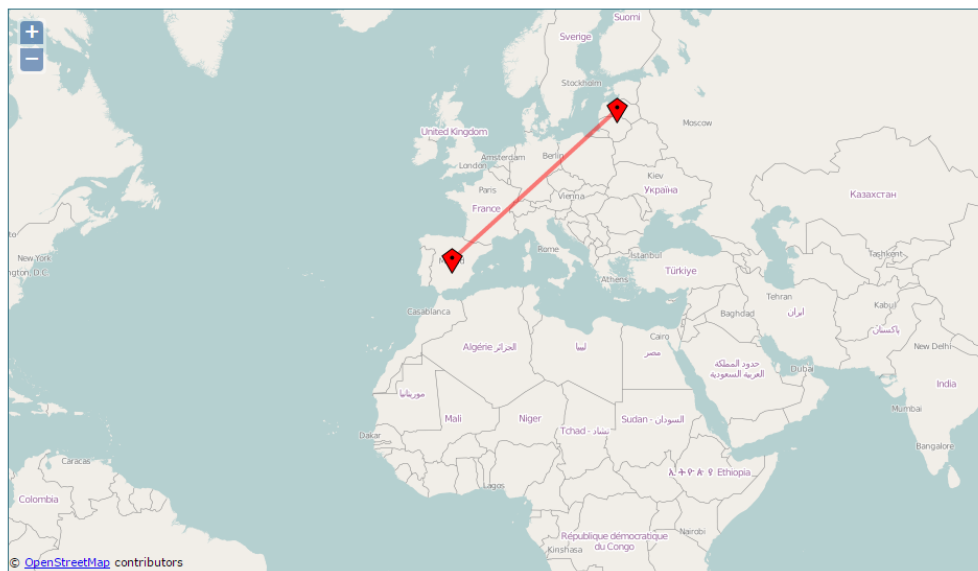 +
−
Suomi
Sverige
Stockholm
Moscow
United Kingdom
London
Amsterdam
Berlin
Kiev
Україна
Paris
Vienna
France
Казахстан
Rome
Istanbul
Tashkent
New York
Athens
Türkiye
Tehran
Kabul
Casablanca
Baghdad
ایران
پاکستان
Algérie الجزائر
ليبيا
Cairo
مصر
New Delhi
حدود المملكة
العربية السعودية
Dubai
India
موريتانيا
Mali
Niger
Tchad - تشاد
Sudan - السودان
Mumbai
Dakar
Bangalore
Caracas
Lagos
Ethiopia
Colombia
République démocratique
du Congo
Nairobi
Kinshasa
© OpenStreetMap contributors